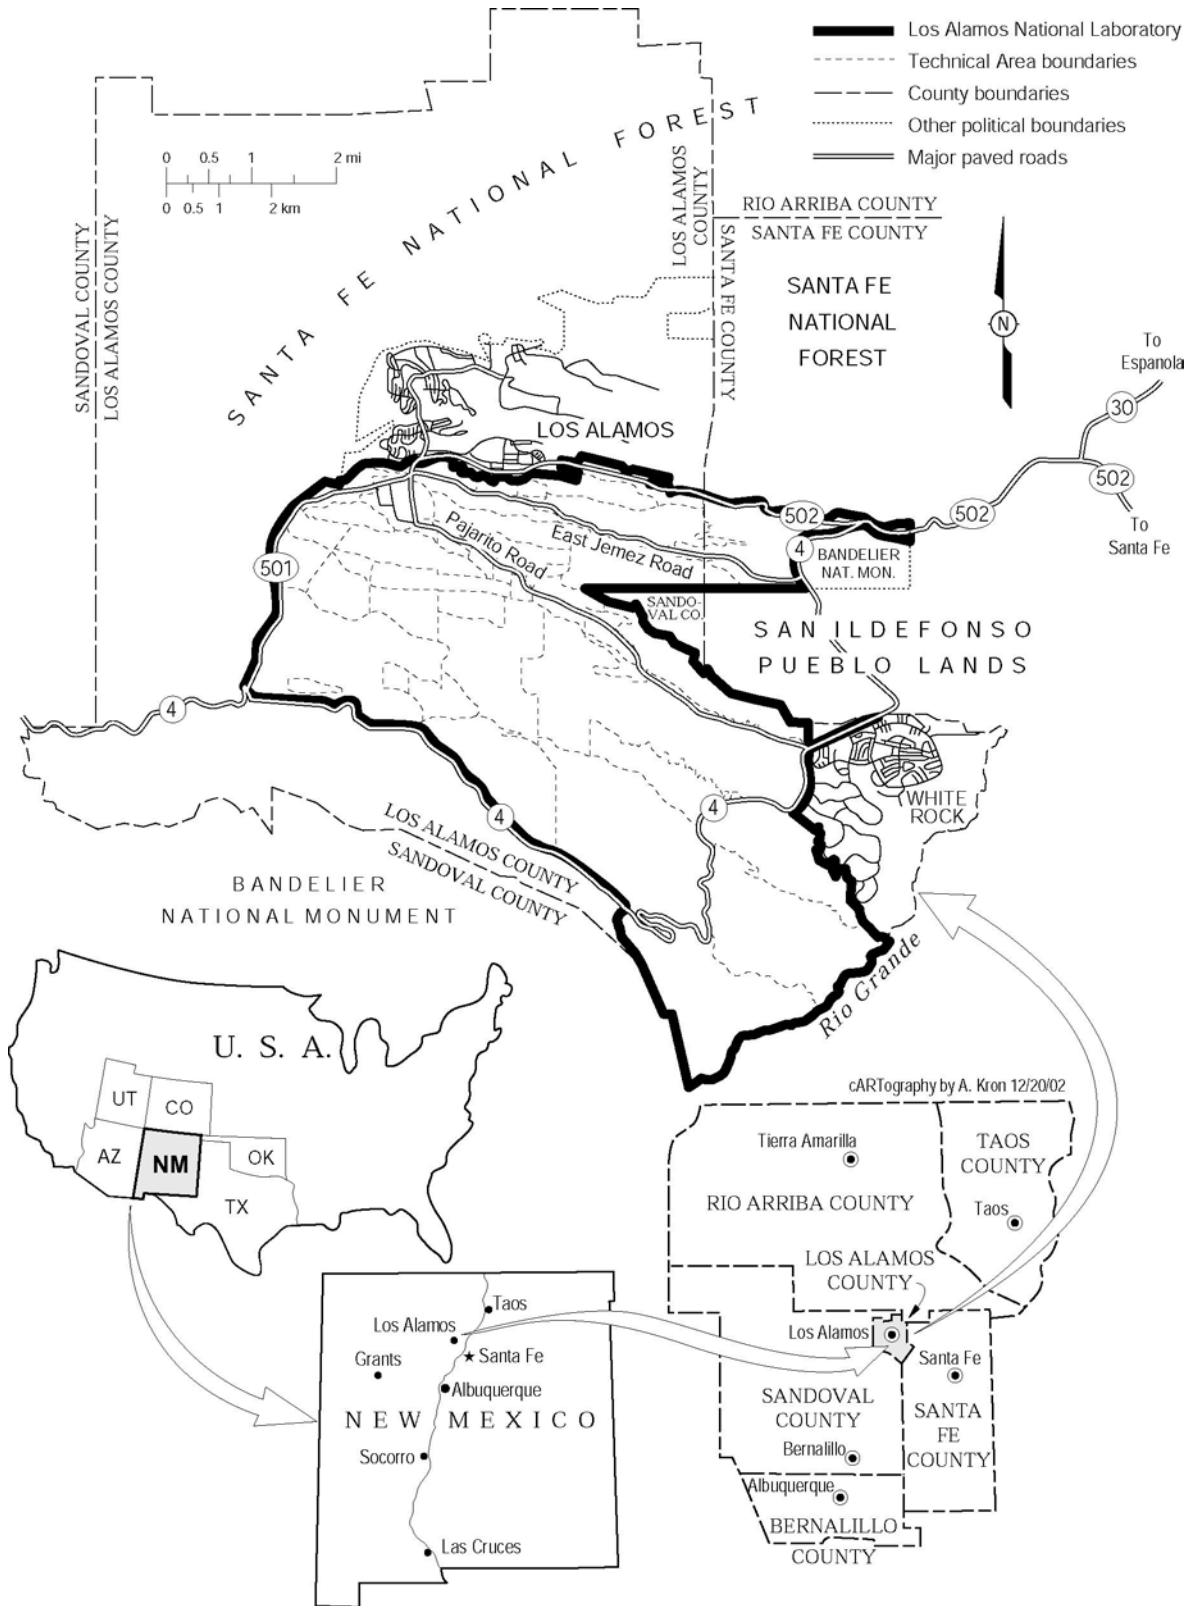 Los Alamos National Laboratory
Technical Area boundaries
County boundaries
Other political boundaries
Major paved roads
0 0.5 1 2 mi
0 0.5 1 2 km
SANTA FE NATIONAL FOREST
SANDOVAL COUNTY
LOS ALAMOS COUNTY
LOS ALAMOS
COUNTY
RIO ARRIBA COUNTY
SANTA FE COUNTY
SANTA FE COUNTY
SANTA FE
NATIONAL
FOREST
N
To
Espanola
30
502
To
Santa Fe
502
502
LOS ALAMOS
4
BANDELIER
NAT. MON.
Pajarito Road
East Jemez Road
501
SANDO-
VAL CO.
SAN ILDEFONSO
PUEBLO LANDS
4
WHITE
ROCK
4
4
LOS ALAMOS COUNTY
SANDOVAL COUNTY
BANDELIER
NATIONAL MONUMENT
Rio Grande
cARTography by A. Kron 12/20/02
U. S. A.
UT
CO
AZ
NM
OK
TX
Taos
Los Alamos
Santa Fe
Grants
Albuquerque
NEW MEXICO
Socorro
Las Cruces
Tierra Amarilla
TAOS
COUNTY
RIO ARRIBA COUNTY
Taos
LOS ALAMOS
COUNTY
Los Alamos
Santa Fe
SANDOVAL
COUNTY
SANTA
FE
COUNTY
Bernalillo
Albuquerque
BERNALILLO
COUNTY